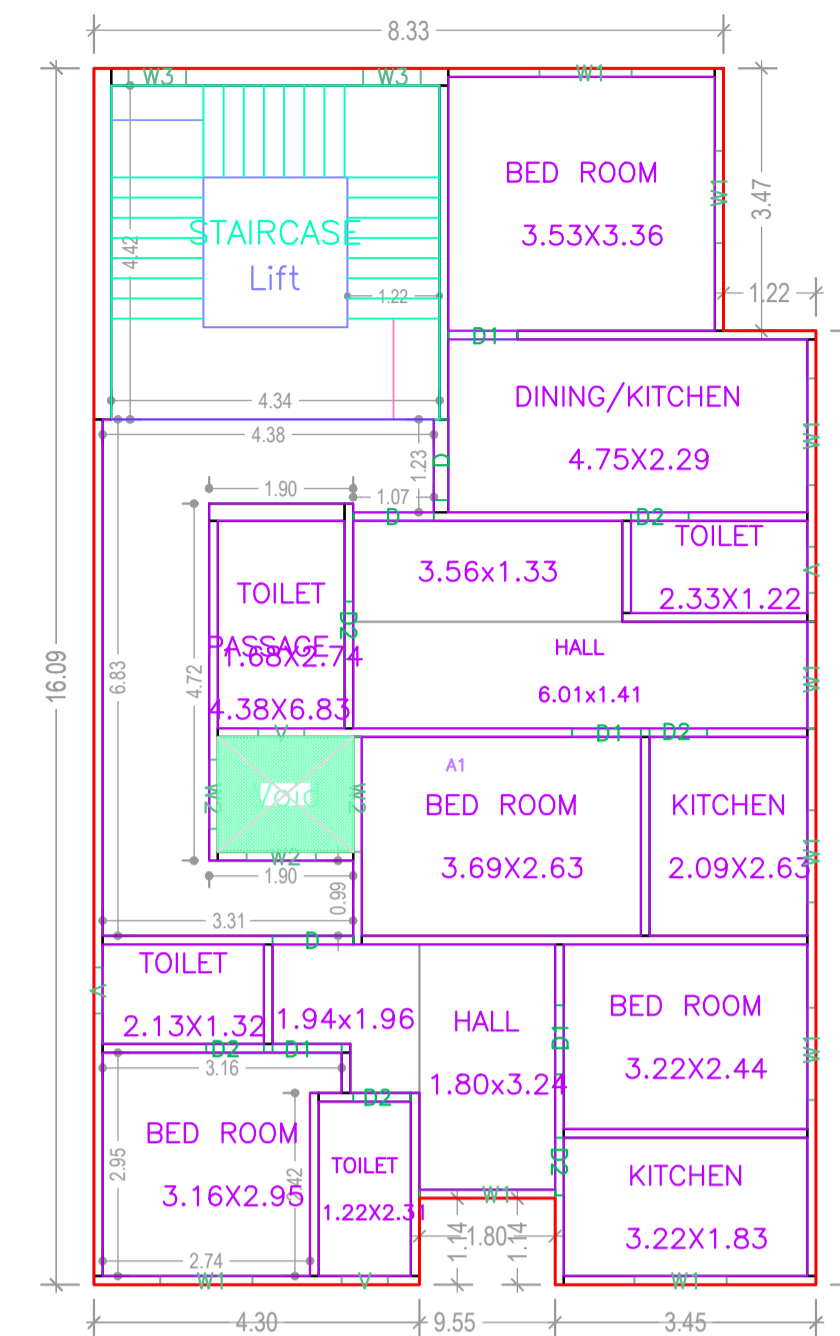 8.33
W3
W3
W1
BED ROOM
3.53X3.36
W1
3.47
4.42
STAIRCASE
Lift
1.22
1.22
D1
DINING/KITCHEN
4.75X2.29
W1
4.34
4.38
1.23
D
1.90
1.07
D
D2
TOILET
2.33X1.22
V
3.56x1.33
TOILET
1.68X2.74
D2
PASSAGE
4.38X6.83
HALL
6.01x1.41
W1
16.09
6.83
4.72
V
D1
D2
A1
W2
Void
W2
BED ROOM
3.69X2.63
KITCHEN
2.09X2.63
W1
W2
1.90
0.99
3.31
D
TOILET
2.13X1.32
V
1.94x1.96
HALL
1.80x3.24
D1
BED ROOM
3.22X2.44
W1
D2
D1
3.16
D2
BED ROOM
3.16X2.95
2.95
2.42
TOILET
1.22X2.31
D2
KITCHEN
3.22X1.83
W1
1.14
1.80
1.14
2.74
W1
V
W1
4.30
9.55
3.45